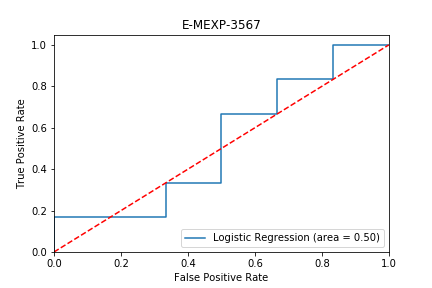 E-MEXP-3567
1.0
0.8
0.6
0.4
0.2
0.0
True Positive Rate
Logistic Regression (area = 0.50)
0.0 0.2 0.4 0.6 0.8 1.0
False Positive Rate